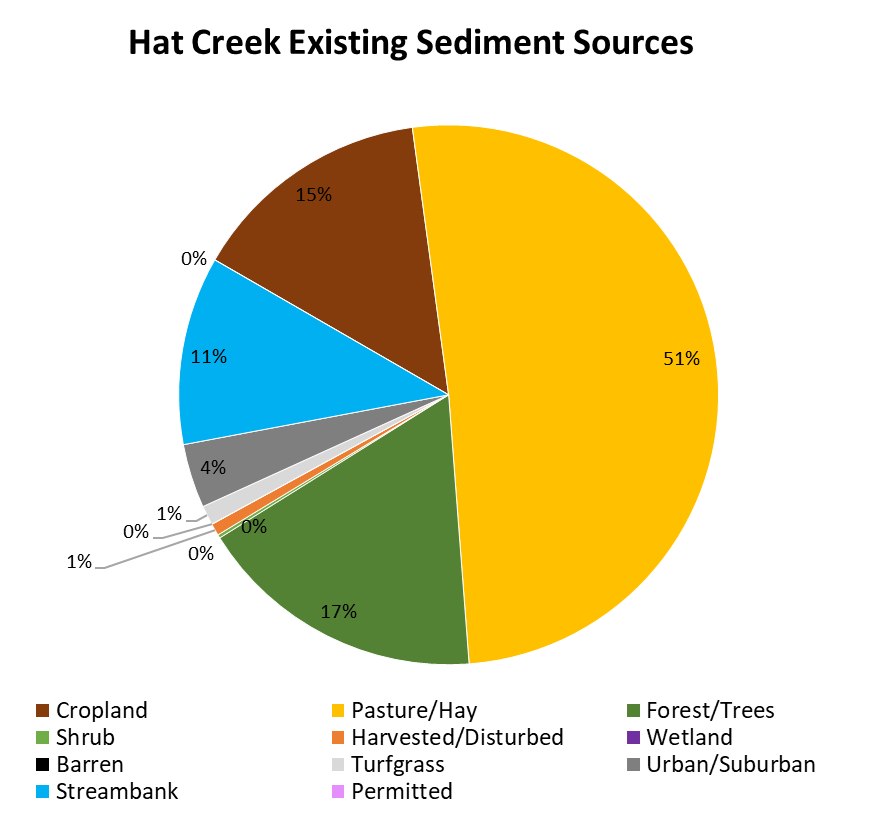 Hat Creek Existing Sediment Sources
15%
0%
51%
11%
4%
1%
0%
0%
1%
0%
17%
Cropland
Pasture/Hay
Forest/Trees
Shrub
Harvested/Disturbed
Wetland
Barren
Turfgrass
Urban/Suburban
Streambank
Permitted